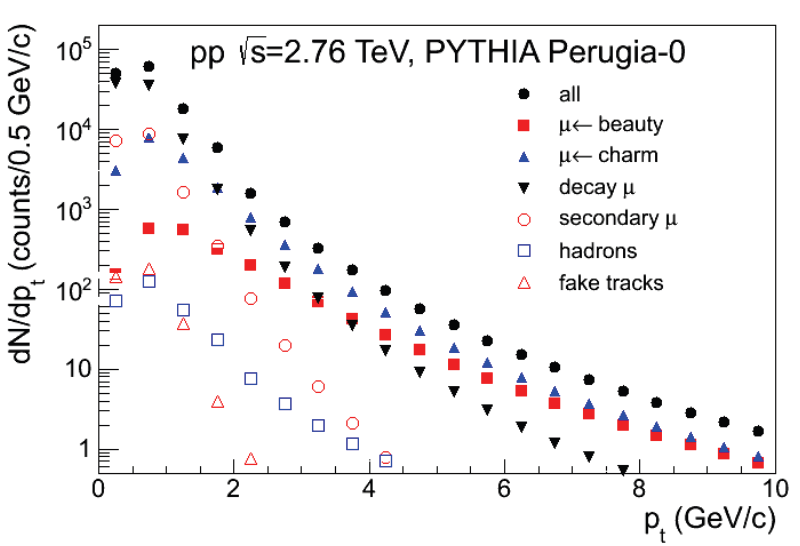 pp √s=2.76 TeV, PYTHIA Perugia-0
all
μ← beauty
μ← charm
decay μ
secondary μ
hadrons
fake tracks
dN/dp_t (counts/0.5 GeV/c)
10^5
10^4
10^3
10^2
10
1
0 2 4 6 8 10
p_t (GeV/c)